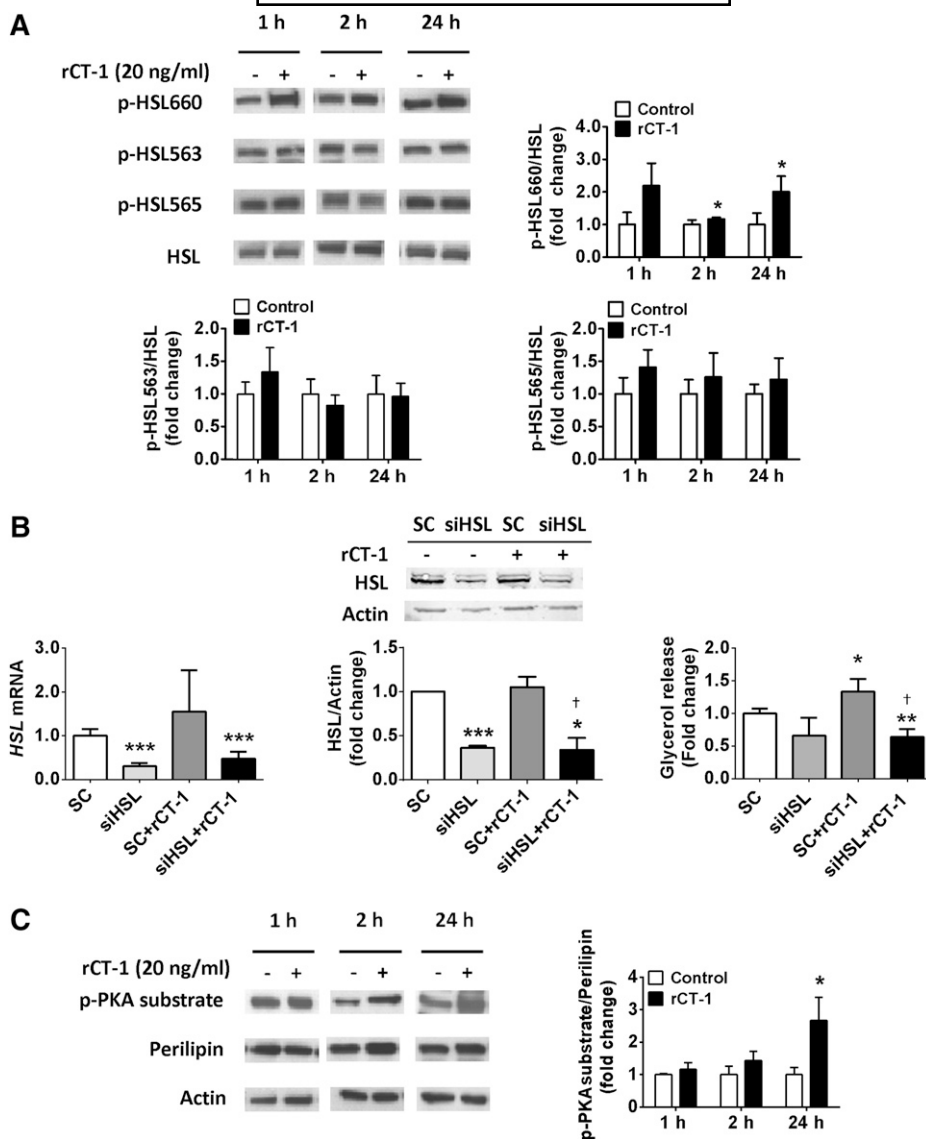 A
1 h 2 h 24 h
rCT-1 (20 ng/ml) - + - + - +
p-HSL660
p-HSL563
p-HSL565
HSL
Control
rCT-1
p-HSL660/HSL
(fold change)
4.0
3.0
2.0
1.0
0.0
1 h 2 h 24 h
Control
rCT-1
p-HSL563/HSL
(fold change)
2.0
1.5
1.0
0.5
0.0
1 h 2 h 24 h
Control
rCT-1
p-HSL565/HSL
(fold change)
2.0
1.5
1.0
0.5
0.0
1 h 2 h 24 h
* *
B
SC siHSL SC siHSL
rCT-1 - - + +
HSL
Actin
HSL mRNA
3.0
2.0
1.0
0.0
*** ***
SC siHSL SC+rCT-1 siHSL+rCT-1
HSL/Actin
(fold change)
1.5
1.0
0.5
0.0
*** † *
SC siHSL SC+rCT-1 siHSL+rCT-1
Glycerol release
(Fold change)
2.0
1.5
1.0
0.5
0.0
* † **
SC siHSL SC+rCT-1 siHSL+rCT-1
C
1 h 2 h 24 h
rCT-1 (20 ng/ml) - + - + - +
p-PKA substrate
Perilipin
Actin
Control
rCT-1
p-PKA substrate/Perilipin
(fold change)
4
3
2
1
0
*
1 h 2 h 24 h